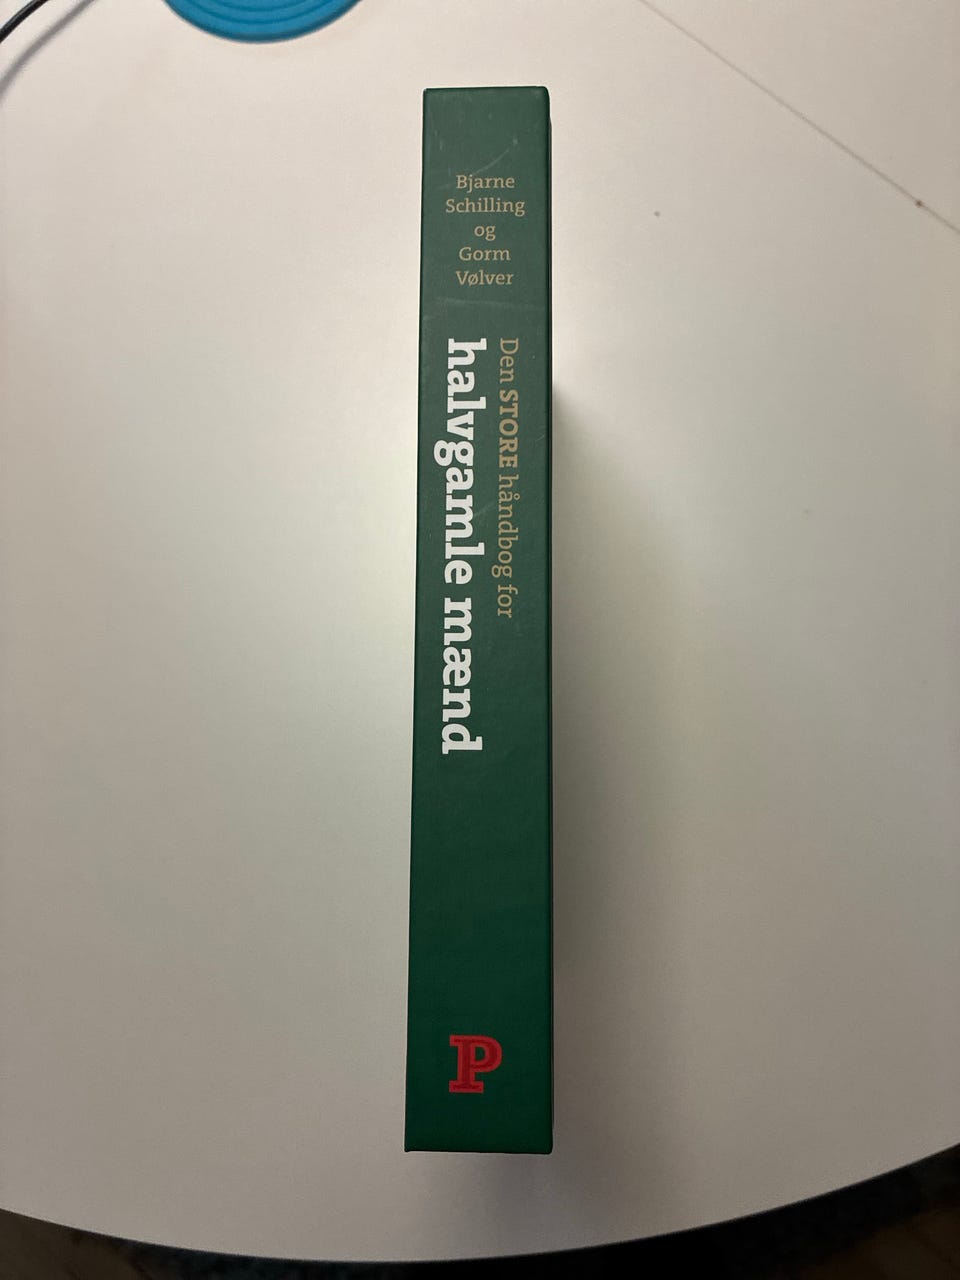 Bjarne
Schilling
og
Gorm
Vølver
Den STORE håndbog for
halvgamle mænd
P